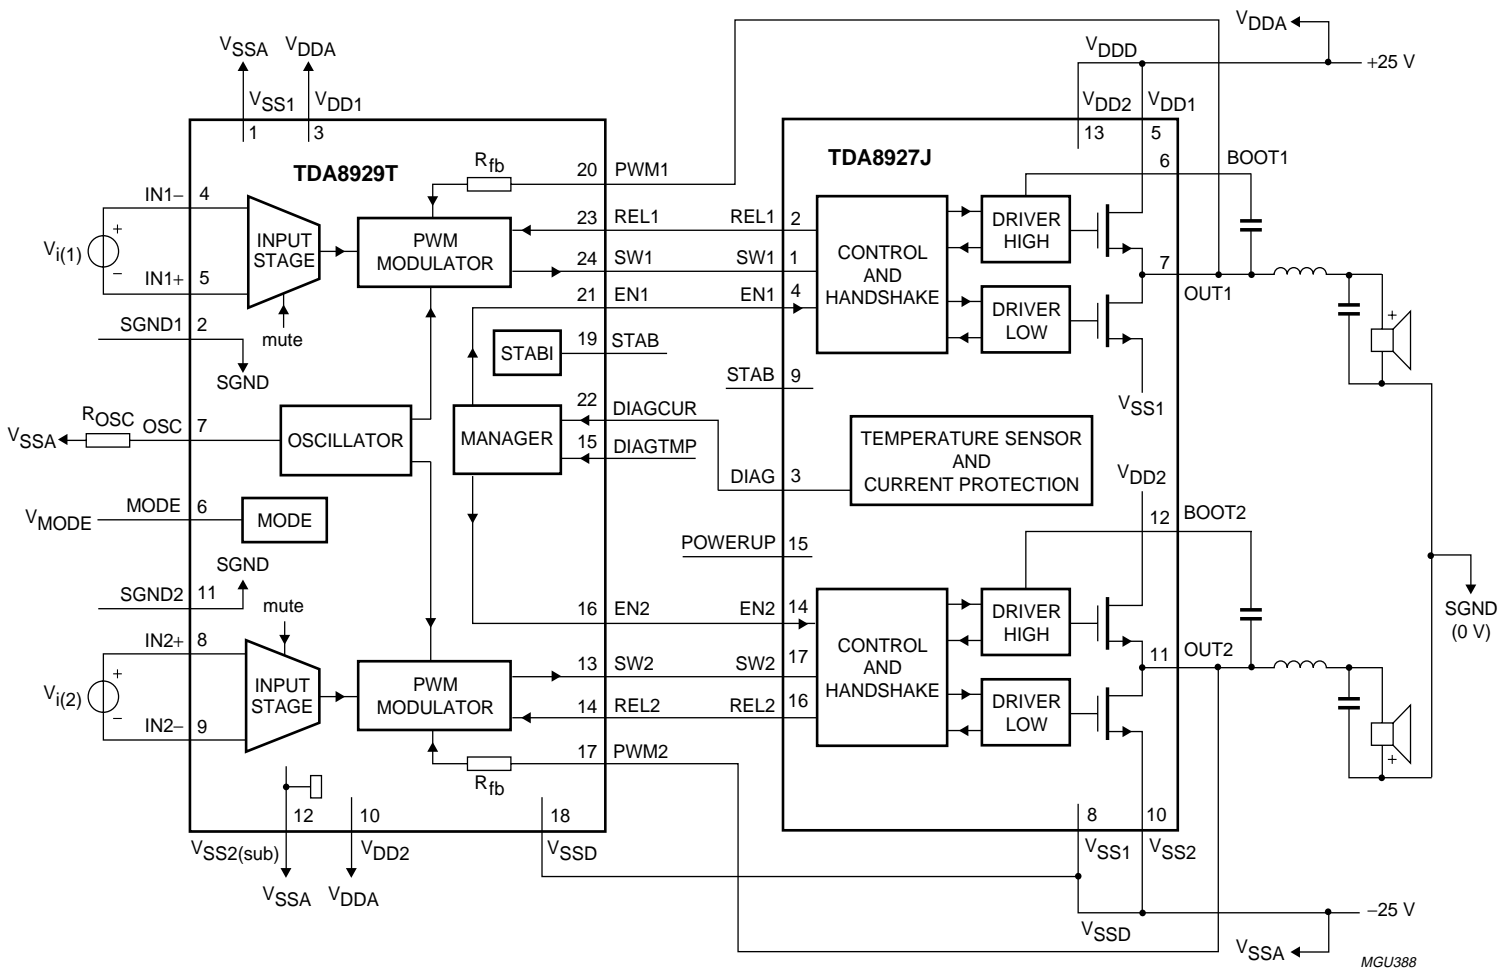 VDDA
+25 V
VSSA VDDA
VDDD
VSS1 VDD1
VDD2 VDD1
1 3
13 5
TDA8929T
TDA8927J
Rfb
20 PWM1
6 BOOT1
IN1− 4
INPUT STAGE
PWM MODULATOR
23 REL1
REL1 2
24 SW1
SW1 1
21 EN1
EN1 4
CONTROL AND HANDSHAKE
DRIVER HIGH
DRIVER LOW
7
OUT1
Vi(1)
+
−
IN1+ 5
mute
SGND1 2
SGND
STABI
19 STAB
STAB 9
VSS1
+
ROSC
VSSA
OSC 7
OSCILLATOR
MANAGER
22 DIAGCUR
15 DIAGTMP
DIAG 3
TEMPERATURE SENSOR
AND
CURRENT PROTECTION
VDD2
VMODE
MODE 6
MODE
12 BOOT2
POWERUP 15
SGND
SGND2 11
mute
16 EN2
EN2 14
SGND
(0 V)
IN2+ 8
INPUT STAGE
PWM MODULATOR
13 SW2
SW2 17
14 REL2
REL2 16
CONTROL AND HANDSHAKE
DRIVER HIGH
DRIVER LOW
11 OUT2
Vi(2)
+
−
IN2− 9
17 PWM2
Rfb
+
12 10 18
8 10
VSS2(sub) VDD2 VSSD
VSS1 VSS2
VSSA VDDA
−25 V
VSSD
VSSA
MGU388